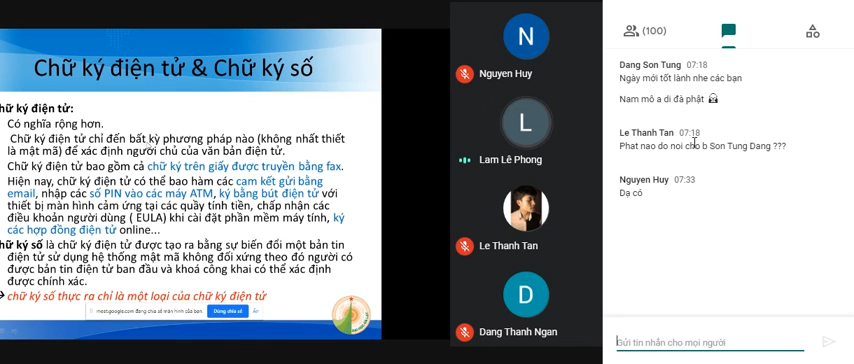 Chữ ký điện tử & Chữ ký số
hữ ký điện tử:
Có nghĩa rộng hơn.
Chữ ký điện tử chỉ đến bất kỳ phương pháp nào (không nhất thiết
là mật mã) để xác định người chủ của văn bản điện tử.
Chữ ký điện tử bao gồm cả chữ ký trên giấy được truyền bằng fax.
Hiện nay, chữ ký điện tử có thể bao hàm các cam kết gửi bằng
email, nhập các số PIN vào các máy ATM, ký bằng bút điện tử với
thiết bị màn hình cảm ứng tại các quầy tính tiền, chấp nhận các
điều khoản người dùng ( EULA) khi cài đặt phần mềm máy tính, ký
các hợp đồng điện tử online...
hữ ký số là chữ ký điện tử được tạo ra bằng sự biến đổi một bản tin
điện tử sử dụng hệ thống mật mã không đối xứng theo đó người có
được bản tin điện tử ban đầu và khoá công khai có thể xác định
được chính xác.
chữ ký số thực ra chỉ là một loại của chữ ký điện tử
meet.google.com đang chia sẻ màn hình của bạn.
Dừng chia sẻ
Ẩn
N
Nguyen Huy
L
Lam Lê Phong
Le Thanh Tan
D
Dang Thanh Ngan
(100)
Dang Son Tung 07:18
Ngày mới tốt lành nhe các bạn
Nam mô a di đà phật
Le Thanh Tan 07:18
Phat nao do noi cho b Son Tung Dang ???
Nguyen Huy 07:33
Dạ có
Gửi tin nhắn cho mọi người